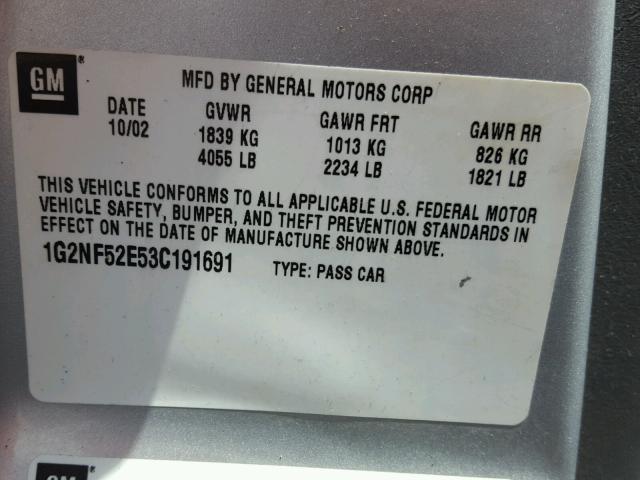 GM®
MFD BY GENERAL MOTORS CORP
DATE GVWR GAWR FRT GAWR RR
10/02 1839 KG 1013 KG 826 KG
4055 LB 2234 LB 1821 LB
THIS VEHICLE CONFORMS TO ALL APPLICABLE U.S. FEDERAL MOTOR
VEHICLE SAFETY, BUMPER, AND THEFT PREVENTION STANDARDS IN
EFFECT ON THE DATE OF MANUFACTURE SHOWN ABOVE.
1G2NF52E53C191691 TYPE: PASS CAR
GM®